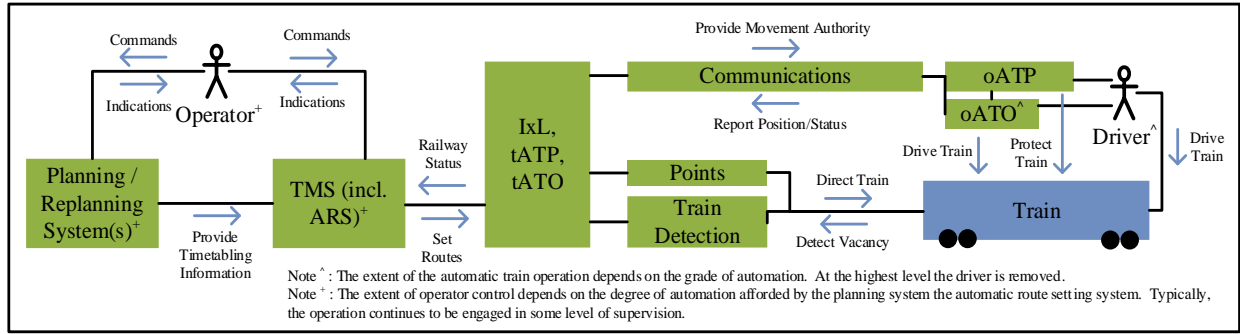 Commands
Commands
Indications
Indications
Operator+
Planning /
Replanning
System(s)+
Provide
Timetabling
Information
TMS (incl.
ARS)+
Railway
Status
Set
Routes
IxL,
tATP,
tATO
Provide Movement Authority
Communications
Report Position/Status
Points
Train
Detection
Direct Train
Detect Vacancy
oATP
oATO^
Driver^
Drive Train
Protect
Train
Drive
Train
Train
Note ^ : The extent of the automatic train operation depends on the grade of automation. At the highest level the driver is removed.
Note + : The extent of operator control depends on the degree of automation afforded by the planning system the automatic route setting system. Typically,
the operation continues to be engaged in some level of supervision.